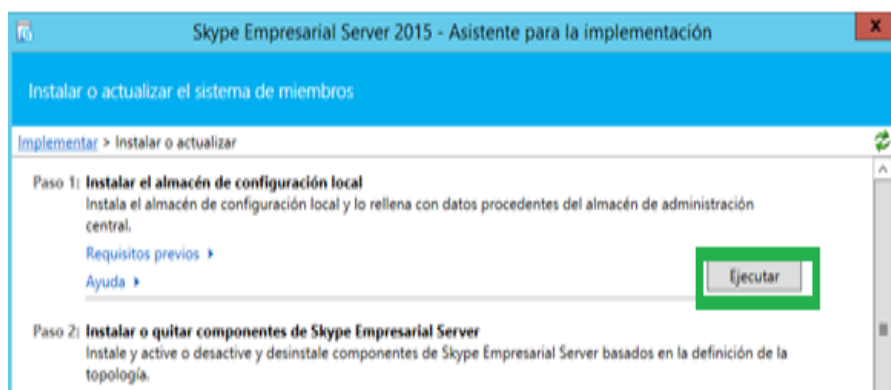 Skype Empresarial Server 2015 - Asistente para la implementación
x
Instalar o actualizar el sistema de miembros
Implementar > Instalar o actualizar
Paso 1: Instalar el almacén de configuración local
Instala el almacén de configuración local y lo rellena con datos procedentes del almacén de administración
central.
Requisitos previos
Ayuda
Ejecutar
Paso 2: Instalar o quitar componentes de Skype Empresarial Server
Instale y active o desactive y desinstale componentes de Skype Empresarial Server basados en la definición de la
topología.